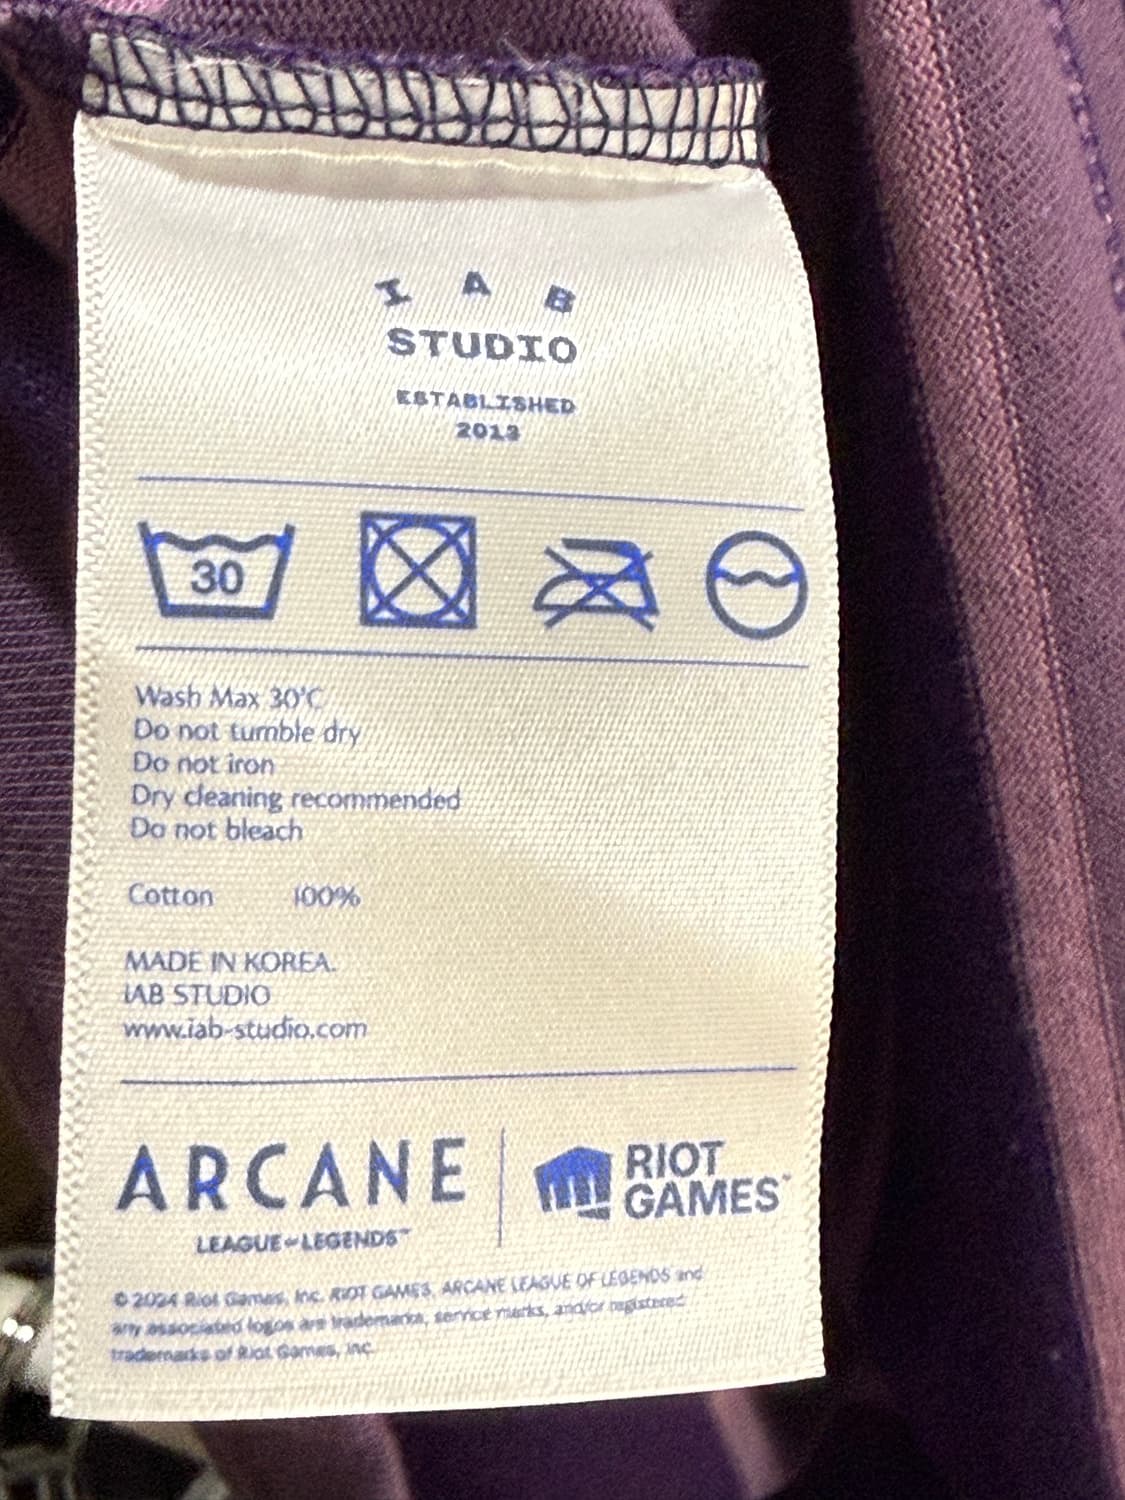 IAB
STUDIO
ESTABLISHED
2013
30
Wash Max 30°C
Do not tumble dry
Do not iron
Dry cleaning recommended
Do not bleach
Cotton 100%
MADE IN KOREA.
IAB STUDIO
www.iab-studio.com
ARCANE
LEAGUE OF LEGENDS™
RIOT
GAMES™
© 2024 Riot Games, Inc. RIOT GAMES, ARCANE LEAGUE OF LEGENDS and
any associated logos are trademarks, service marks, and/or registered
trademarks of Riot Games, Inc.